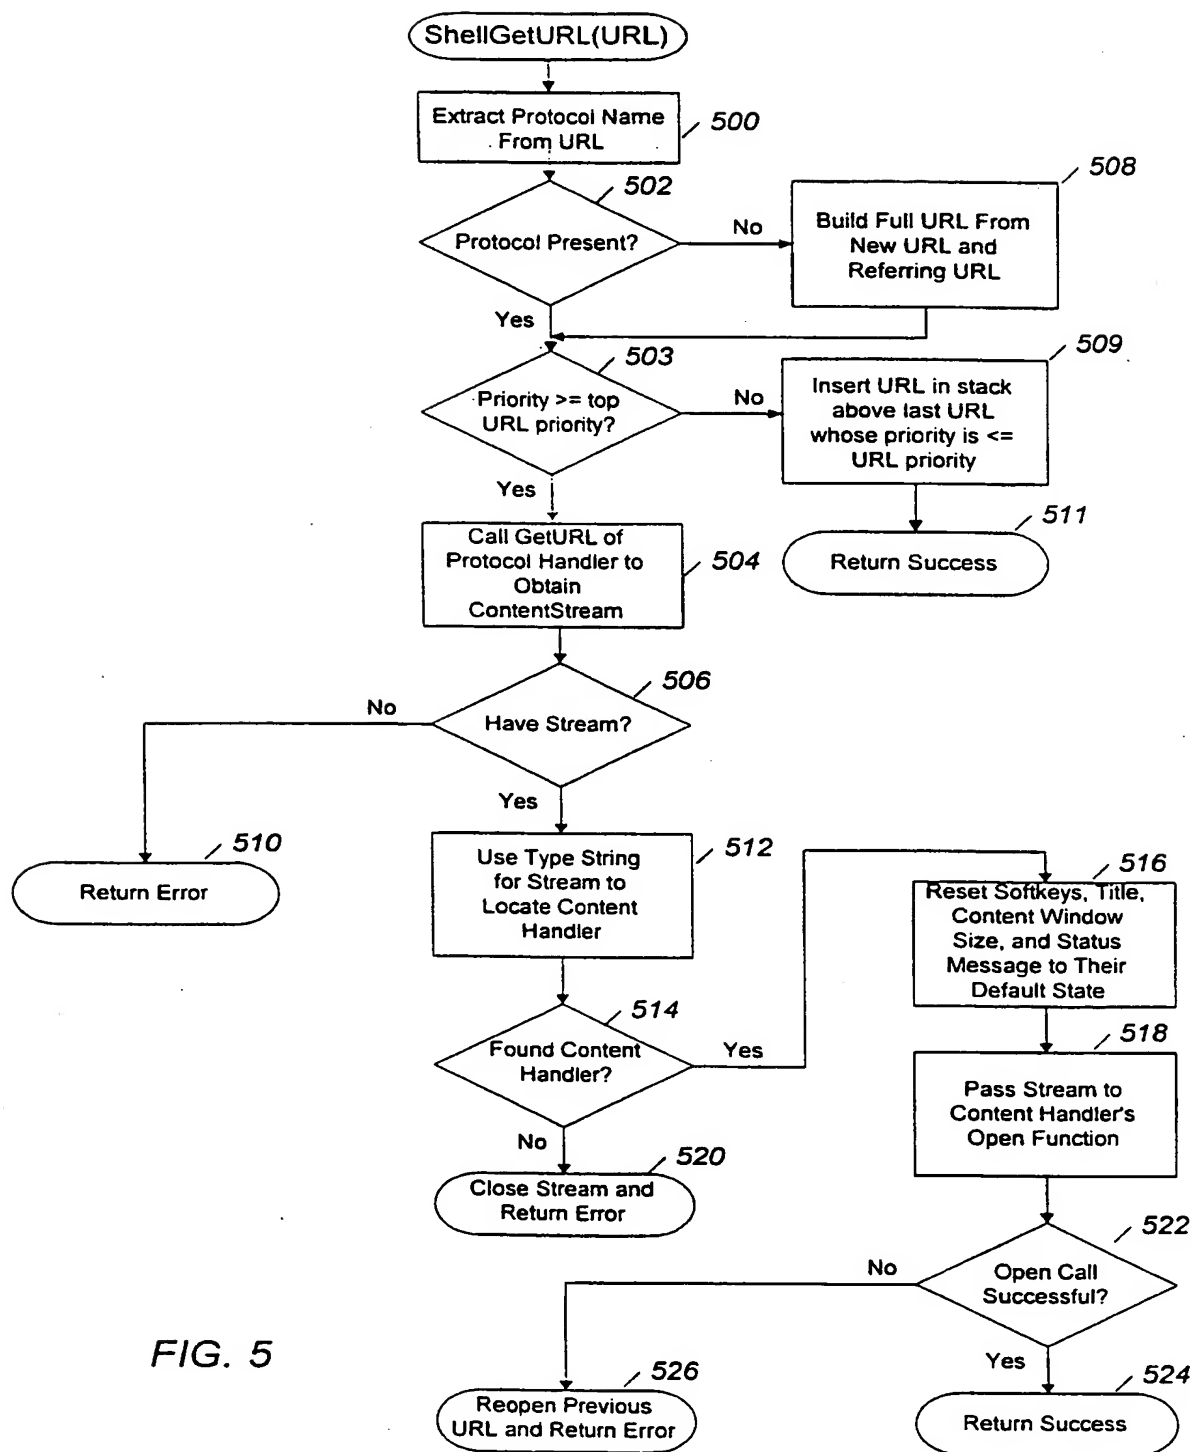 ShellGetURL(URL)
Extract Protocol Name
From URL
500
502
Protocol Present?
No
Yes
508
Build Full URL From
New URL and
Referring URL
503
Priority >= top
URL priority?
No
Yes
509
Insert URL in stack
above last URL
whose priority is <=
URL priority
511
Return Success
Call GetURL of
Protocol Handler to
Obtain
ContentStream
504
506
Have Stream?
No
Yes
510
Return Error
Use Type String
for Stream to
Locate Content
Handler
512
514
Found Content
Handler?
Yes
No
516
Reset Softkeys, Title,
Content Window
Size, and Status
Message to Their
Default State
518
Pass Stream to
Content Handler's
Open Function
520
Close Stream and
Return Error
522
Open Call
Successful?
No
Yes
526
Reopen Previous
URL and Return Error
524
Return Success
FIG. 5